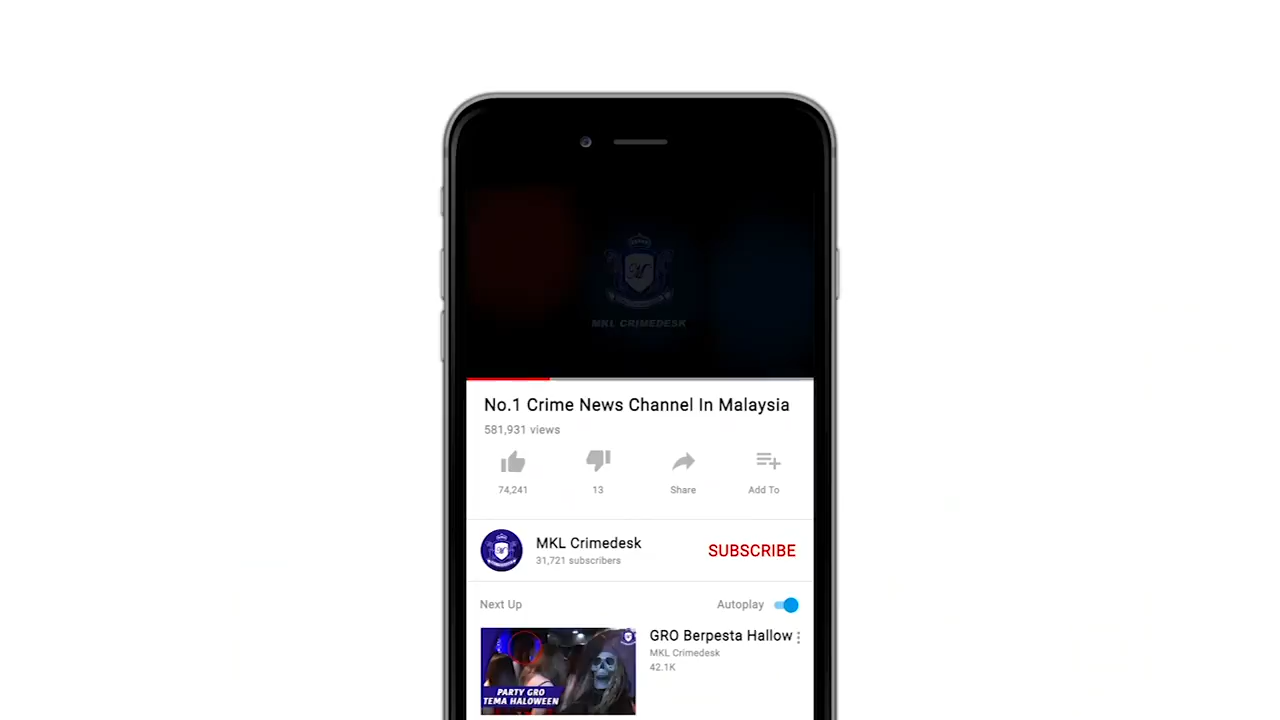 MKL CRIMEDESK
No.1 Crime News Channel In Malaysia
581,931 views
74,241
13
Share
Add To
MKL Crimedesk
31,721 subscribers
SUBSCRIBE
Next Up
Autoplay
GRO Berpesta Hallow
MKL Crimedesk
42.1K
PARTY GRO
TEMA HALOWEEN